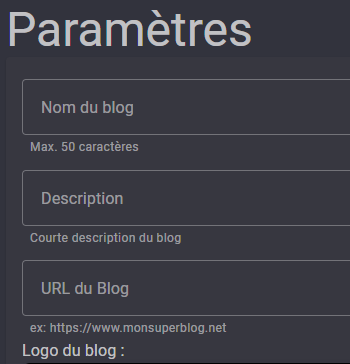 Paramètres
Nom du blog
Max. 50 caractères
Description
Courte description du blog
URL du Blog
ex: https://www.monsuperblog.net
Logo du blog :